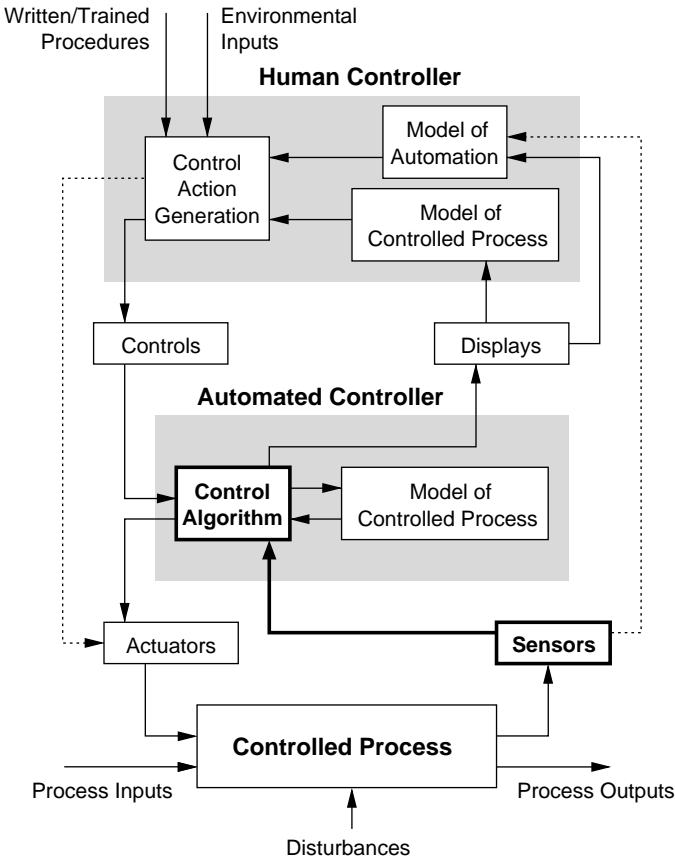 Written/Trained
Procedures
Environmental
Inputs
Human Controller
Control
Action
Generation
Model of
Automation
Model of
Controlled Process
Controls
Displays
Automated Controller
Control
Algorithm
Model of
Controlled Process
Actuators
Sensors
Controlled Process
Process Inputs
Process Outputs
Disturbances